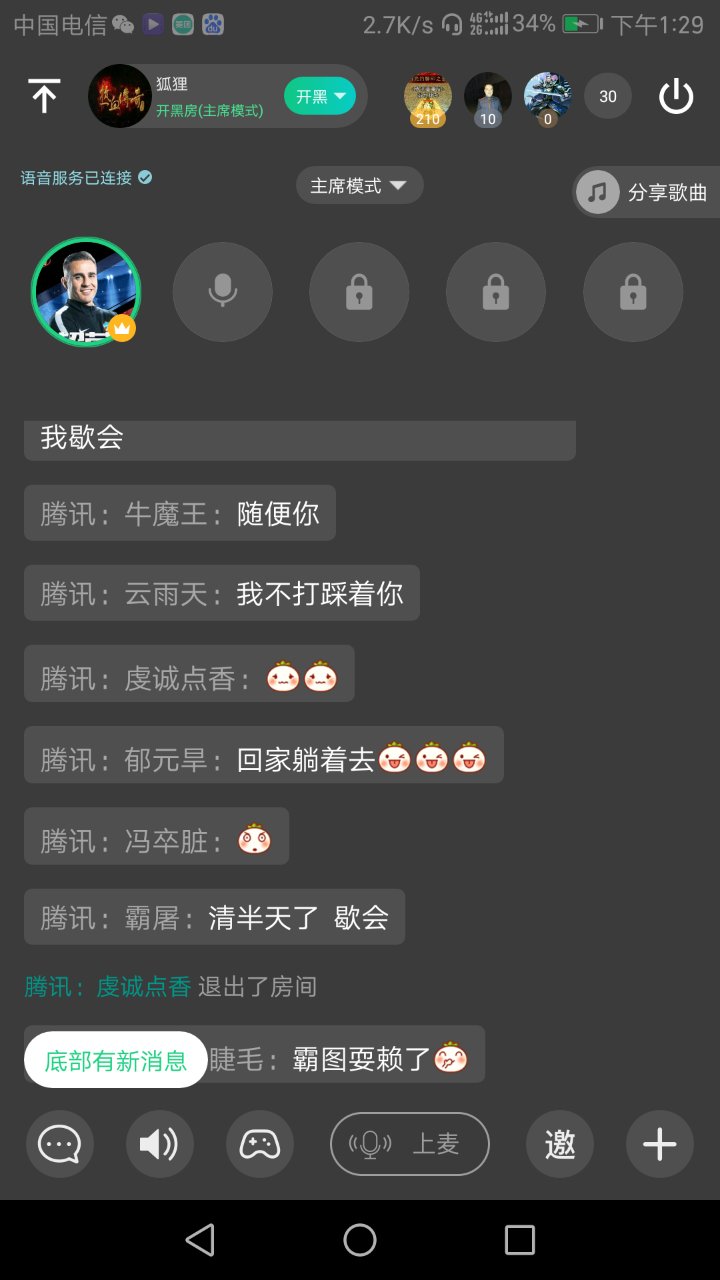 中国电信 2.7K/s 34% 下午1:29
狐狸
开黑房(主席模式)
开黑
210
10
0
30
语音服务已连接
主席模式
分享歌曲
我歇会
腾讯：牛魔王：随便你
腾讯：云雨天：我不打踩着你
腾讯：虔诚点香：
腾讯：郁元旱：回家躺着去
腾讯：冯卒脏：
腾讯：霸屠：清半天了 歇会
腾讯：虔诚点香 退出了房间
底部有新消息
睫毛：霸图耍赖了
上麦
邀